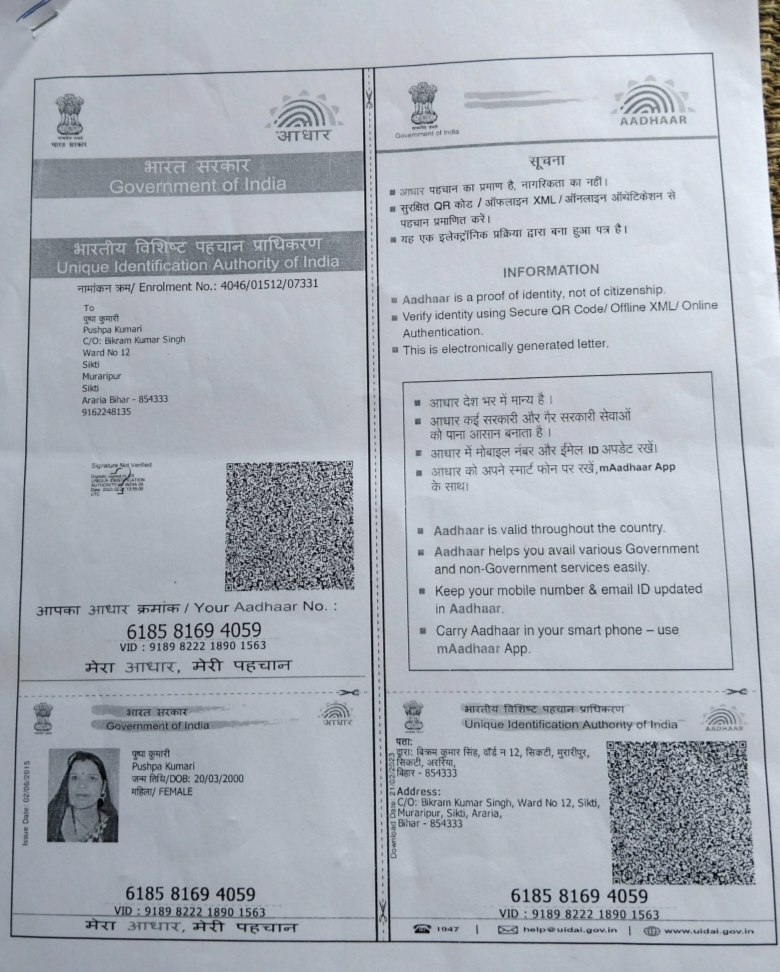 भारत सरकार
आधार
भारत सरकार
Government of India
भारतीय विशिष्ट पहचान प्राधिकरण
Unique Identification Authority of India
नामांकन क्रम/ Enrolment No.: 4046/01512/07331
To
पुष्पा कुमारी
Pushpa Kumari
C/O: Bikram Kumar Singh
Ward No 12
Sikti
Muraripur
Sikti
Araria Bihar - 854333
9162248135
Signature Not Verified
आपका आधार क्रमांक / Your Aadhaar No. :
6185 8169 4059
VID : 9189 8222 1890 1563
मेरा आधार, मेरी पहचान
भारत सरकार
Government of India
आधार
Issue Date: 02/06/2015
पुष्पा कुमारी
Pushpa Kumari
जन्म तिथि/DOB: 20/03/2000
महिला/ FEMALE
6185 8169 4059
VID : 9189 8222 1890 1563
मेरा आधार, मेरी पहचान
Government of India
AADHAAR
सूचना
आधार पहचान का प्रमाण है, नागरिकता का नहीं।
सुरक्षित QR कोड / ऑफलाइन XML / ऑनलाइन ऑथेंटिकेशन से
पहचान प्रमाणित करें।
यह एक इलेक्ट्रॉनिक प्रक्रिया द्वारा बना हुआ पत्र है।
INFORMATION
Aadhaar is a proof of identity, not of citizenship.
Verify identity using Secure QR Code/ Offline XML/ Online
Authentication.
This is electronically generated letter.
आधार देश भर में मान्य है ।
आधार कई सरकारी और गैर सरकारी सेवाओं
को पाना आसान बनाता है ।
आधार में मोबाइल नंबर और ईमेल ID अपडेट रखें।
आधार को अपने स्मार्ट फोन पर रखें, mAadhaar App
के साथ।
Aadhaar is valid throughout the country.
Aadhaar helps you avail various Government
and non-Government services easily.
Keep your mobile number & email ID updated
in Aadhaar.
Carry Aadhaar in your smart phone – use
mAadhaar App.
भारतीय विशिष्ट पहचान प्राधिकरण
Unique Identification Authority of India
AADHAAR
Download Date: 21/02/2023
पता:
द्वारा: बिक्रम कुमार सिंह, वॉर्ड न 12, सिकटी, मुरारीपुर,
सिकटी, अररिया,
बिहार - 854333
Address:
C/O: Bikram Kumar Singh, Ward No 12, Sikti,
Muraripur, Sikti, Araria,
Bihar - 854333
6185 8169 4059
VID : 9189 8222 1890 1563
1947 | help@uidai.gov.in | www.uidai.gov.in